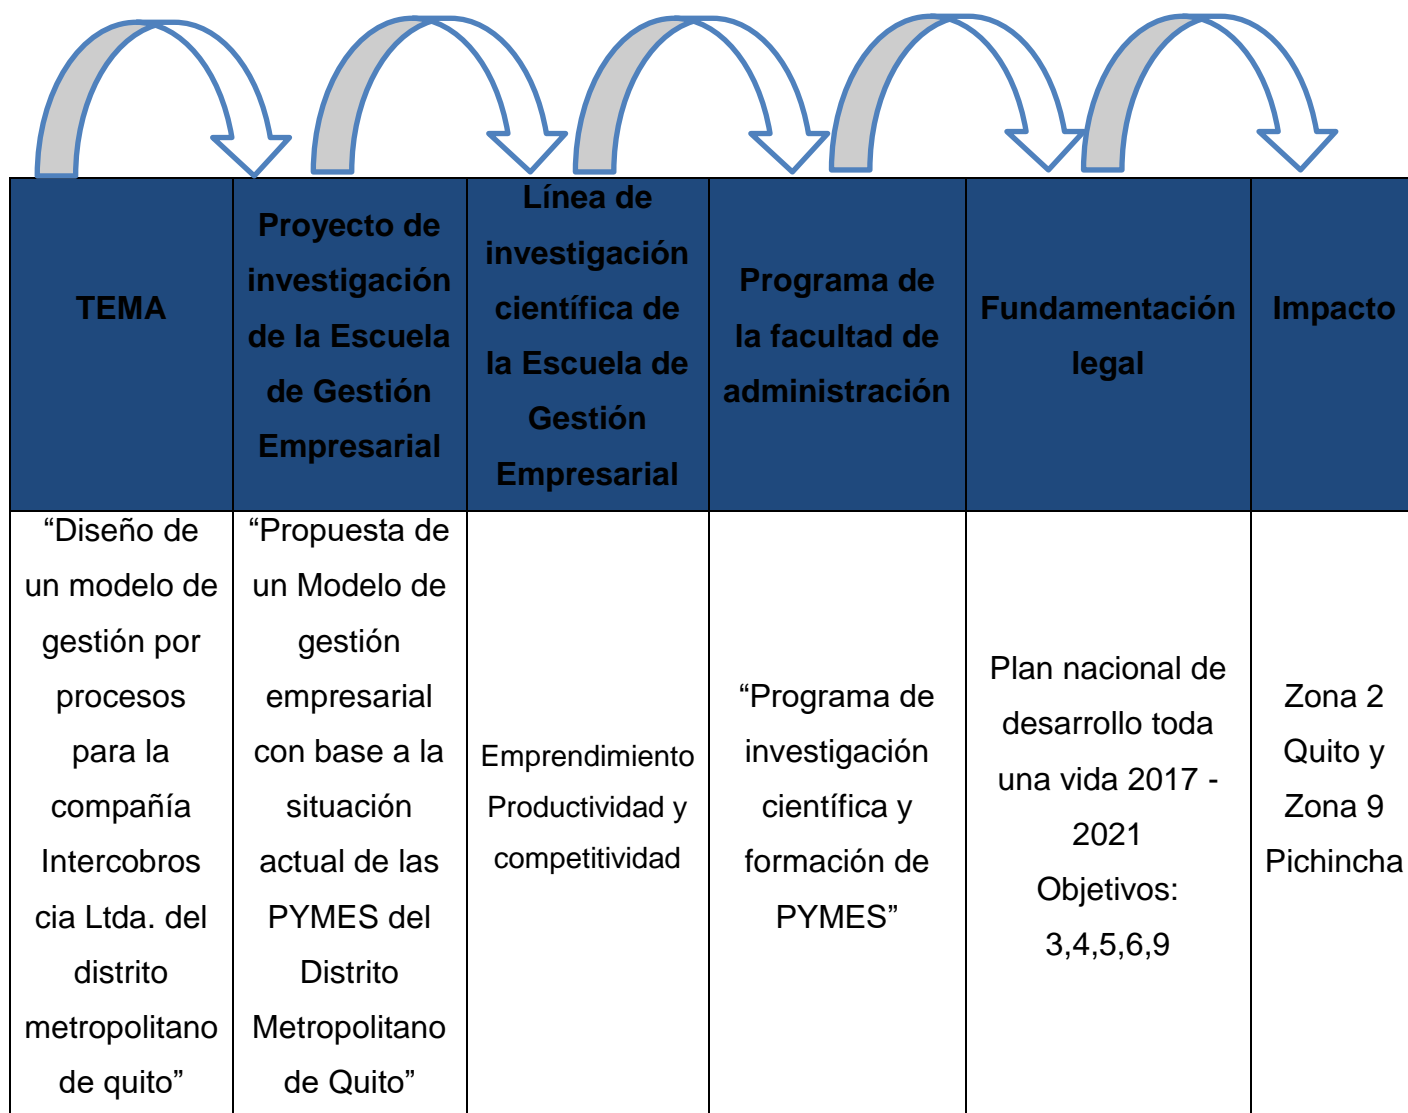 TEMA
Proyecto de
investigación
de la Escuela
de Gestión
Empresarial
Línea de
investigación
científica de
la Escuela de
Gestión
Empresarial
Programa de
la facultad de
administración
Fundamentación
legal
Impacto
“Diseño de
un modelo de
gestión por
procesos
para la
compañía
Intercobros
cia Ltda. del
distrito
metropolitano
de quito”
“Propuesta de
un Modelo de
gestión
empresarial
con base a la
situación
actual de las
PYMES del
Distrito
Metropolitano
de Quito”
Emprendimiento
Productividad y
competitividad
“Programa de
investigación
científica y
formación de
PYMES”
Plan nacional de
desarrollo toda
una vida 2017 -
2021
Objetivos:
3,4,5,6,9
Zona 2
Quito y
Zona 9
Pichincha